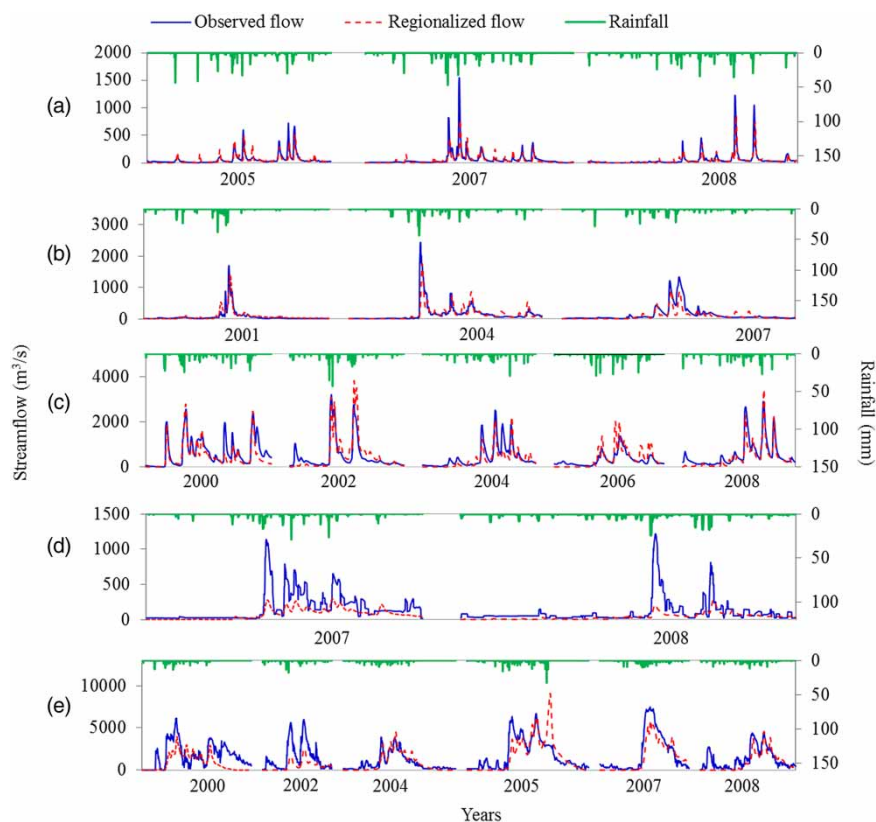 Observed flow Regionalized flow Rainfall
2000 0
1500 50
(a) 1000 100
500 150
0
2005 2007 2008
3000 0
2000 50
(b) 1000 100
0 150
2001 2004 2007
4000 0
(c) 2000 50
0 100
150
2000 2002 2004 2006 2008
1500 0
1000 50
(d) 500 100
0
2007 2008
10000 0
(e) 5000 50
0 100
150
2000 2002 2004 2005 2007 2008
Streamflow (m³/s)
Rainfall (mm)
Years